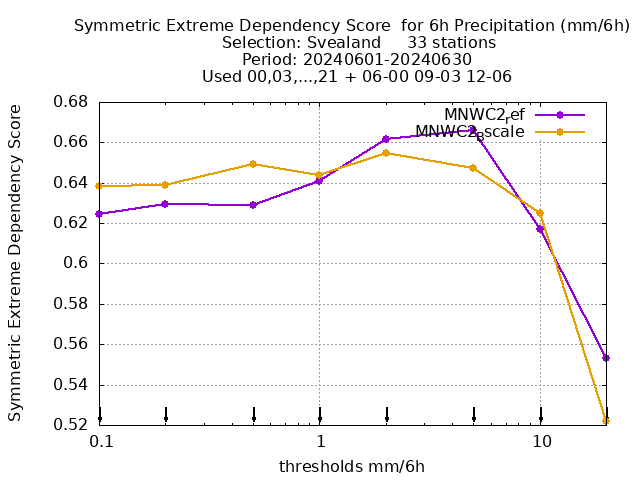 Symmetric Extreme Dependency Score  for 6h Precipitation (mm/6h)
Selection: Svealand     33 stations
Period: 20240601-20240630
Used 00,03,...,21 + 06-00 09-03 12-06
MNWC2ref
MNWC2Bscale
Symmetric Extreme Dependency Score
0.68
0.66
0.64
0.62
0.6
0.58
0.56
0.54
0.52
0.1 1 10
thresholds mm/6h